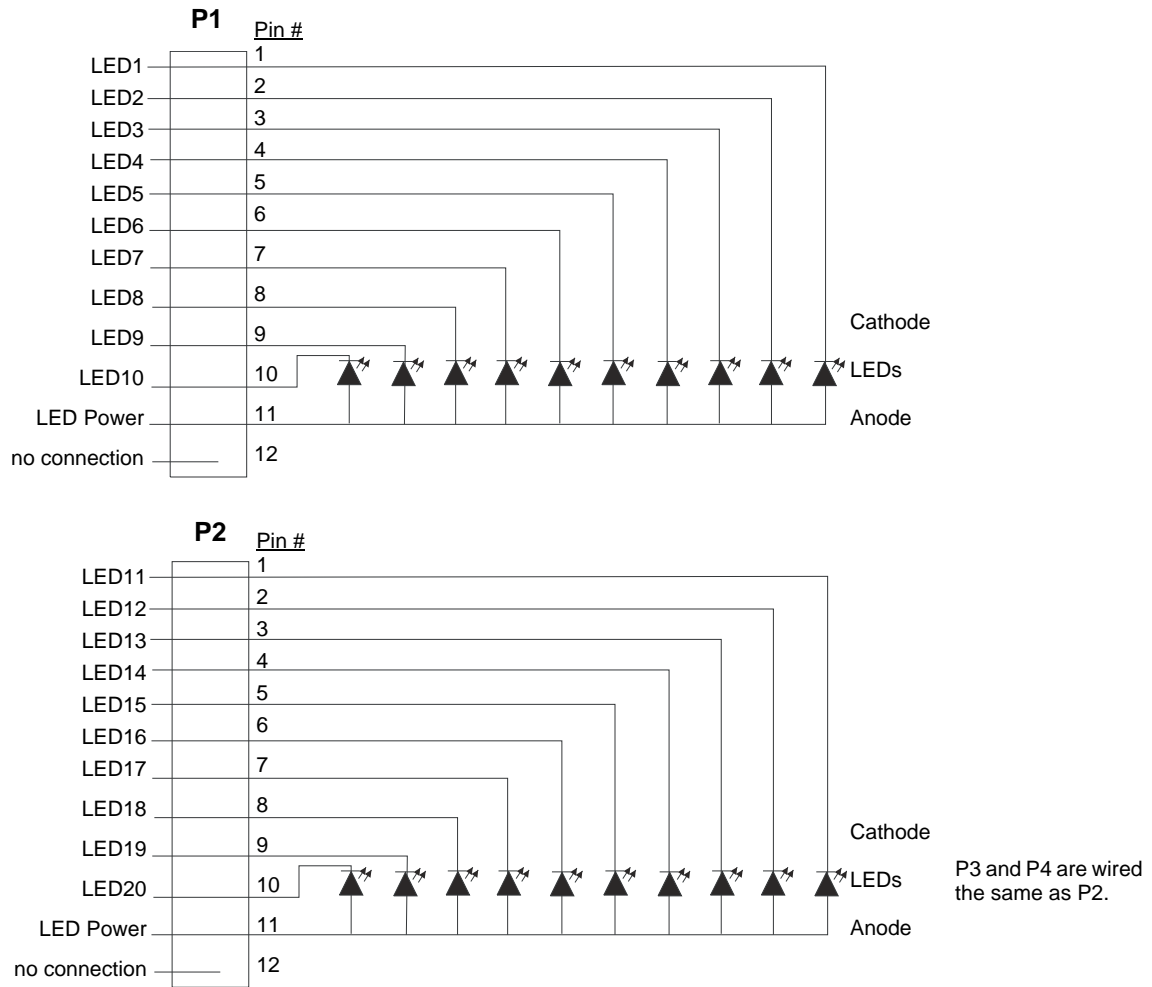 P1
Pin #
LED1 1
LED2 2
LED3 3
LED4 4
LED5 5
LED6 6
LED7 7
LED8 8
LED9 9
LED10 10
LED Power 11
no connection 12
Cathode
LEDs
Anode
P2
Pin #
LED11 1
LED12 2
LED13 3
LED14 4
LED15 5
LED16 6
LED17 7
LED18 8
LED19 9
LED20 10
LED Power 11
no connection 12
Cathode
LEDs
Anode
P3 and P4 are wired
the same as P2.